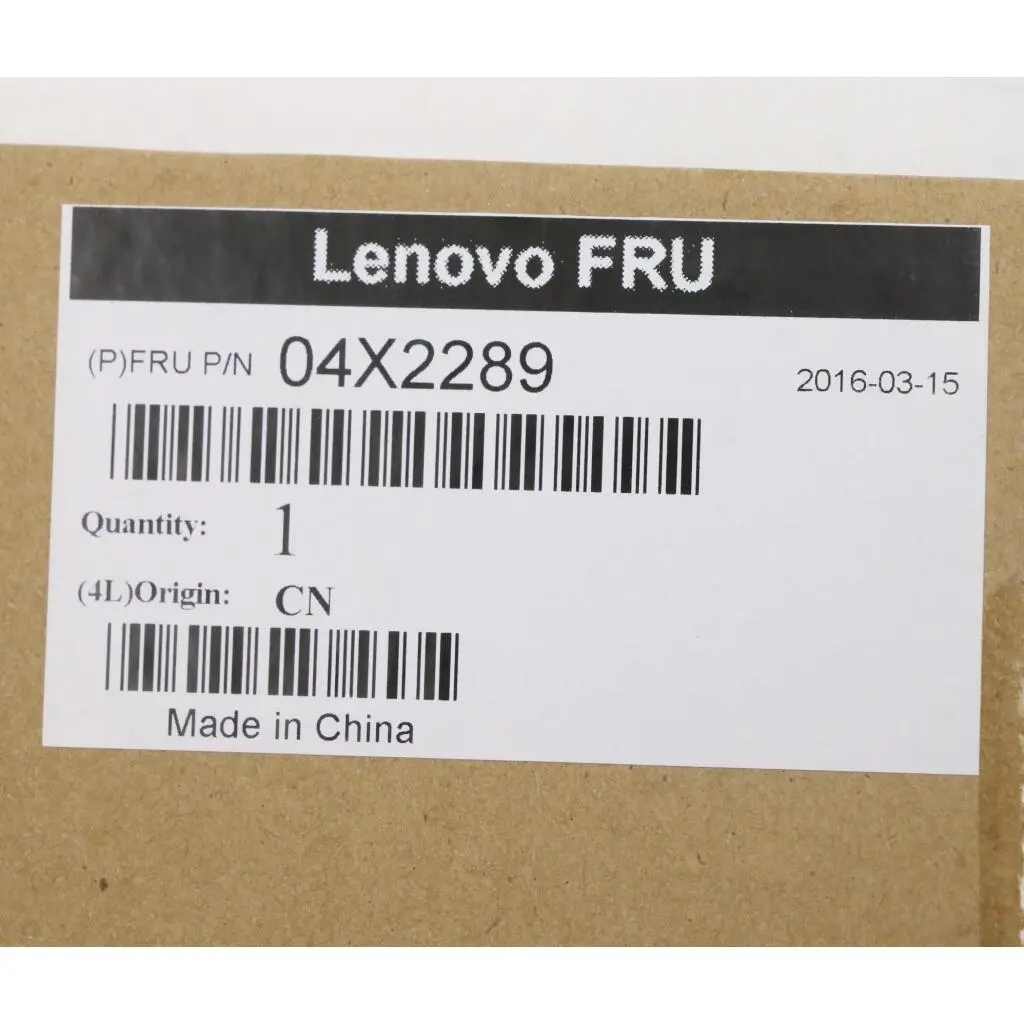 Lenovo FRU
(P)FRU P/N 04X2289 2016-03-15
Quantity: 1
(4L)Origin: CN
Made in China